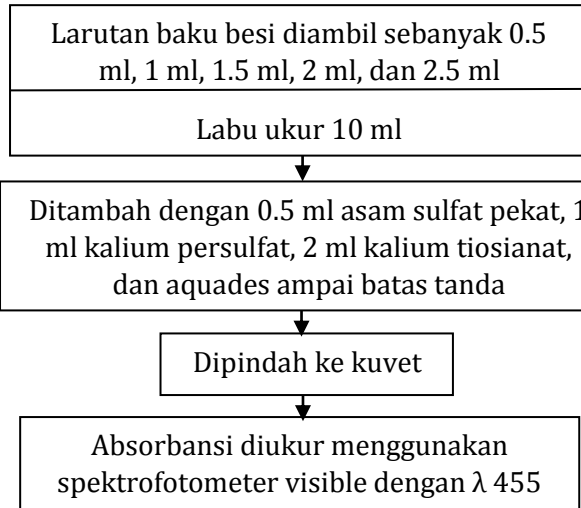 Larutan baku besi diambil sebanyak 0.5
ml, 1 ml, 1.5 ml, 2 ml, dan 2.5 ml
Labu ukur 10 ml
Ditambah dengan 0.5 ml asam sulfat pekat, 1
ml kalium persulfat, 2 ml kalium tiosianat,
dan aquades ampai batas tanda
Dipindah ke kuvet
Absorbansi diukur menggunakan
spektrofotometer visible dengan λ 455